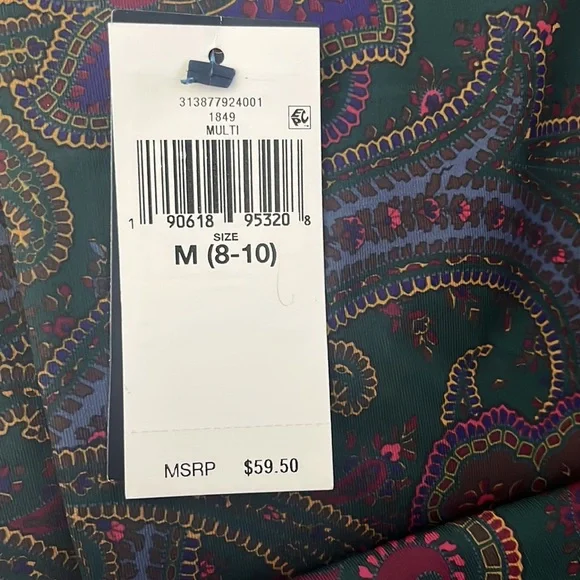 313877924001
1849
MULTI
1 90618 95320 8
SIZE
M (8-10)
MSRP $59.50